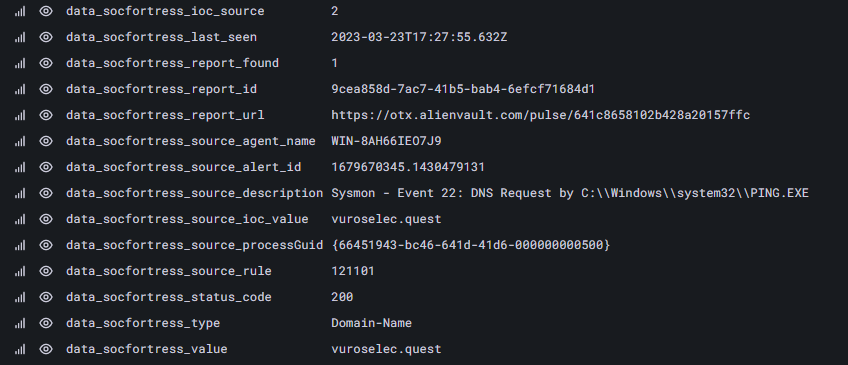 data_socfortress_ioc_source 2
data_socfortress_last_seen 2023-03-23T17:27:55.632Z
data_socfortress_report_found 1
data_socfortress_report_id 9cea858d-7ac7-41b5-bab4-6efcf71684d1
data_socfortress_report_url https://otx.alienvault.com/pulse/641c8658102b428a20157ffc
data_socfortress_source_agent_name WIN-8AH66IEO7J9
data_socfortress_source_alert_id 1679670345.1430479131
data_socfortress_source_description Sysmon - Event 22: DNS Request by C:\\Windows\\system32\\PING.EXE
data_socfortress_source_ioc_value vuroselec.quest
data_socfortress_source_processGuid {66451943-bc46-641d-41d6-000000000500}
data_socfortress_source_rule 121101
data_socfortress_status_code 200
data_socfortress_type Domain-Name
data_socfortress_value vuroselec.quest